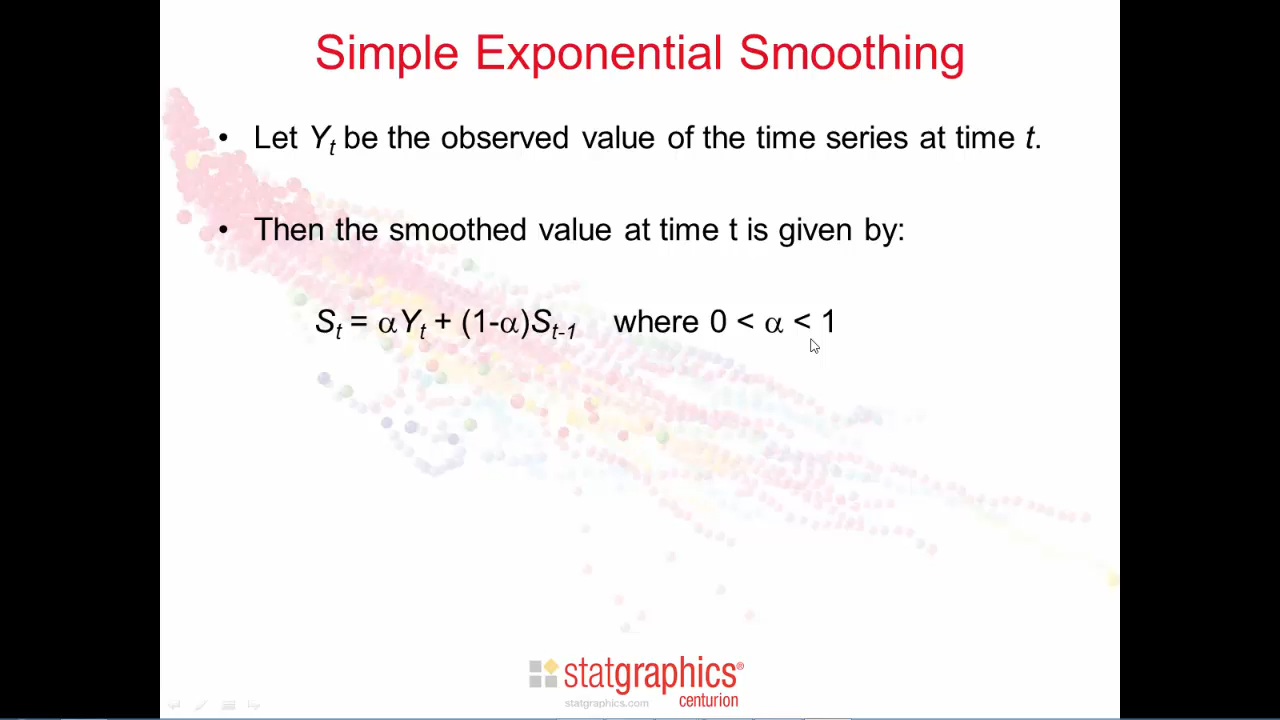 Simple Exponential Smoothing
• Let Yt be the observed value of the time series at time t.
• Then the smoothed value at time t is given by:
St = αYt + (1-α)St-1 where 0 < α < 1
statgraphics®
centurion
statgraphics.com